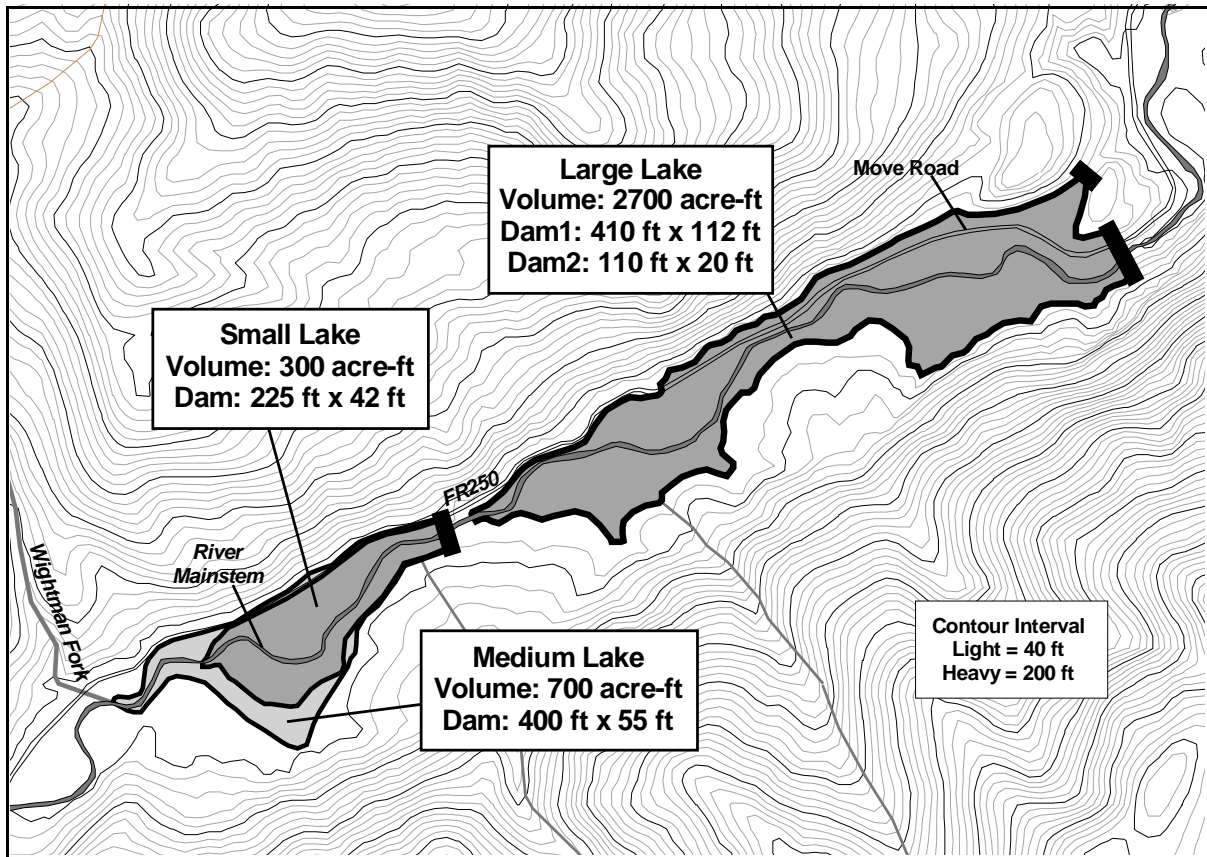 Large Lake
Volume: 2700 acre-ft
Dam1: 410 ft x 112 ft
Dam2: 110 ft x 20 ft
Move Road
Small Lake
Volume: 300 acre-ft
Dam: 225 ft x 42 ft
FR250
River
Mainstem
Wightman Fork
Medium Lake
Volume: 700 acre-ft
Dam: 400 ft x 55 ft
Contour Interval
Light = 40 ft
Heavy = 200 ft